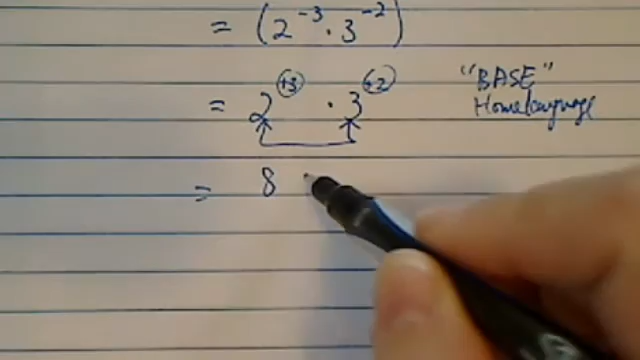 = (2⁻³ · 3⁻²)
= 2⁺³ · 3⁺² "BASE"
Homelanguage
= 8 ·